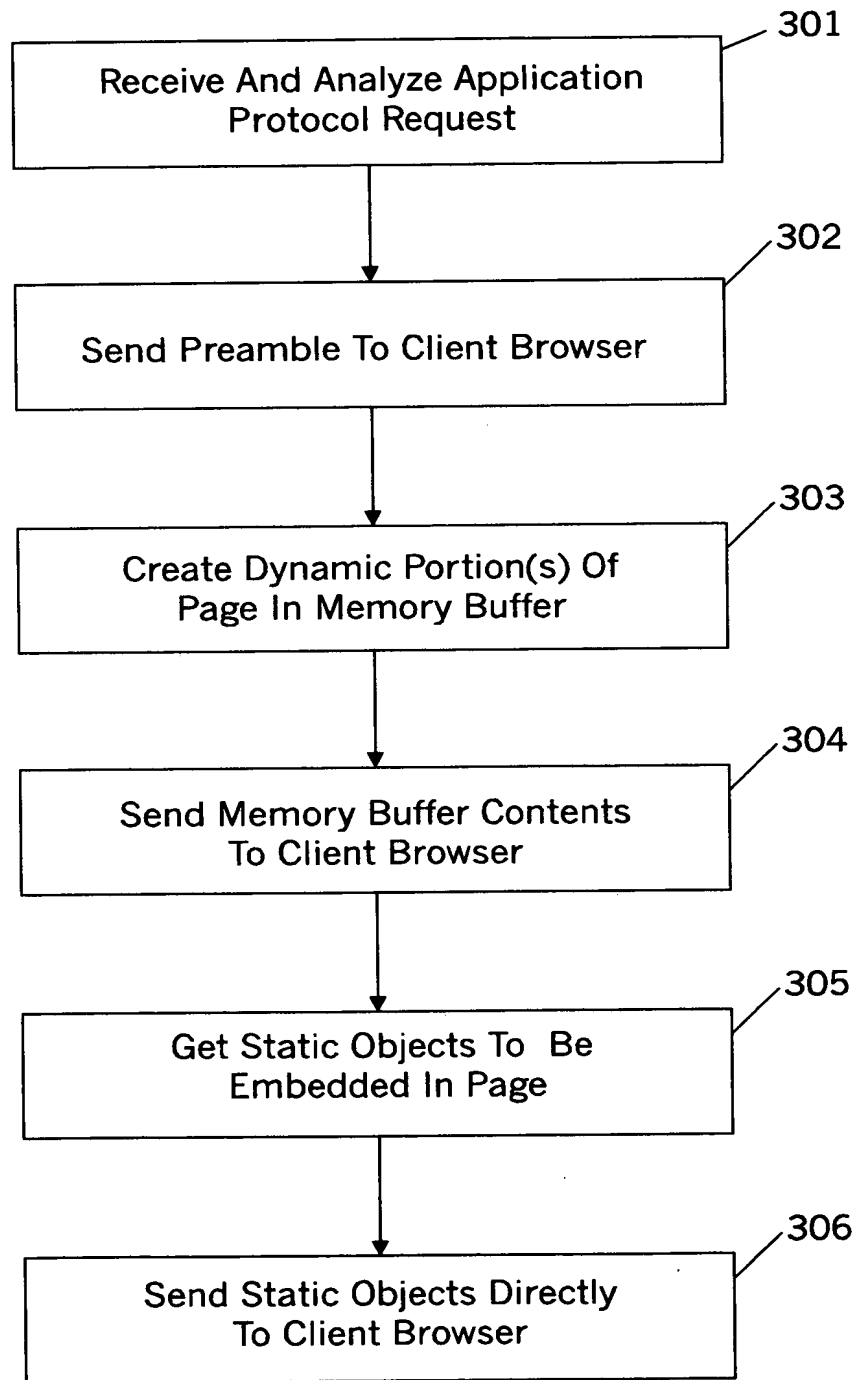 301
Receive And Analyze Application
Protocol Request
302
Send Preamble To Client Browser
303
Create Dynamic Portion(s) Of
Page In Memory Buffer
304
Send Memory Buffer Contents
To Client Browser
305
Get Static Objects To Be
Embedded In Page
306
Send Static Objects Directly
To Client Browser